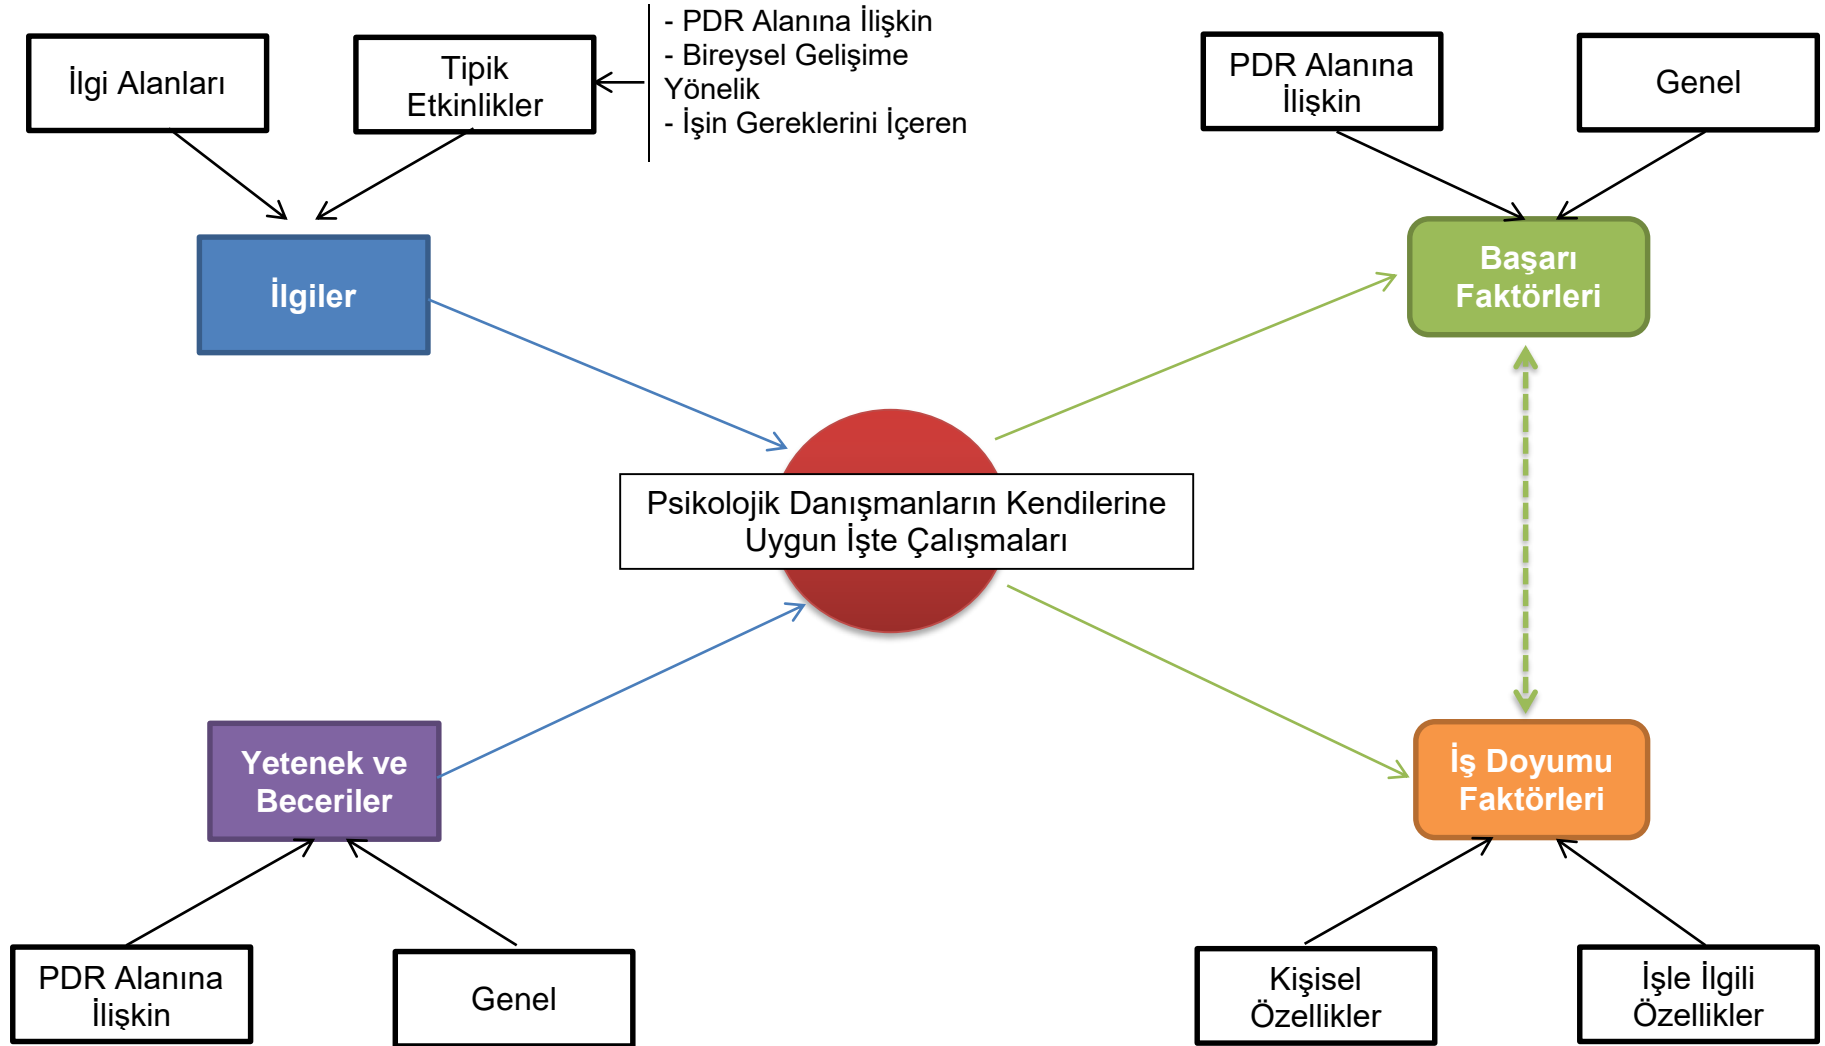 İlgi Alanları
Tipik
Etkinlikler
- PDR Alanına İlişkin
- Bireysel Gelişime
Yönelik
- İşin Gereklerini İçeren
PDR Alanına
İlişkin
Genel
İlgiler
Başarı
Faktörleri
Psikolojik Danışmanların Kendilerine
Uygun İşte Çalışmaları
Yetenek ve
Beceriler
İş Doyumu
Faktörleri
PDR Alanına
İlişkin
Genel
Kişisel
Özellikler
İşle İlgili
Özellikler